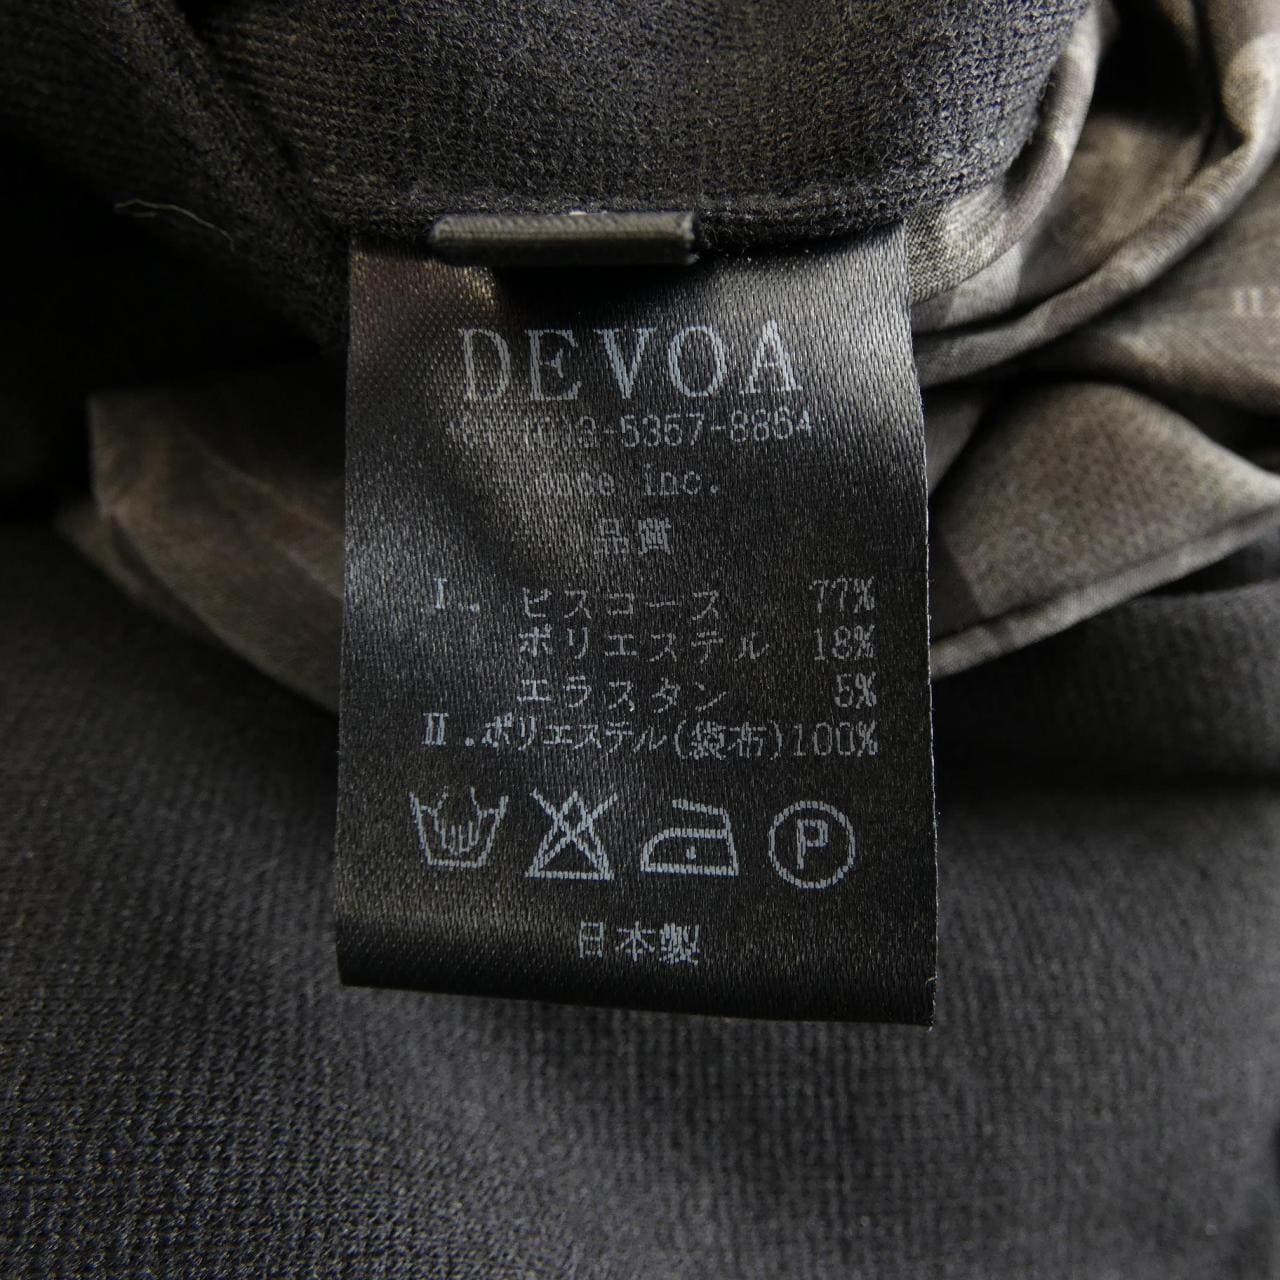 DEVOA
-5357-8864
inc.
品質
I. ビスコース 77%
ポリエステル 18%
エラスタン 5%
II.ポリエステル(袋布)100%
P
日本製